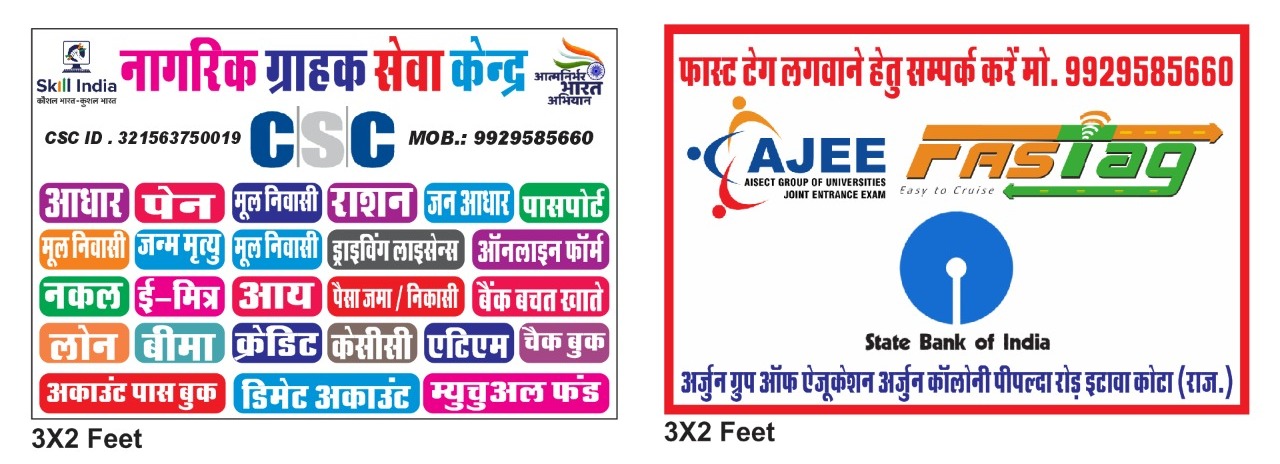 Skill India
कौशल भारत-कुशल भारत
नागरिक ग्राहक सेवा केन्द्र
आत्मनिर्भर
भारत
अभियान
CSC ID . 321563750019
CSC
MOB.: 9929585660
आधार पेन मूल निवासी राशन जन आधार पासपोर्ट
मूल निवासी जन्म मृत्यु मूल निवासी ड्राइविंग लाइसेन्स ऑनलाइन फॉर्म
नकल ई-मित्र आय पैसा जमा / निकासी बैंक बचत खाते
लोन बीमा क्रेडिट केसीसी एटिएम चैक बुक
अकाउंट पास बुक डिमेट अकाउंट म्युचुअल फंड
3X2 Feet
फास्ट टेग लगवाने हेतु सम्पर्क करें मो. 9929585660
AJEE
AISECT GROUP OF UNIVERSITIES
JOINT ENTRANCE EXAM
FASTag
Easy to Cruise
State Bank of India
अर्जुन ग्रुप ऑफ ऐजूकेशन अर्जुन कॉलोनी पीपल्दा रोड़ इटावा कोटा (राज.)
3X2 Feet